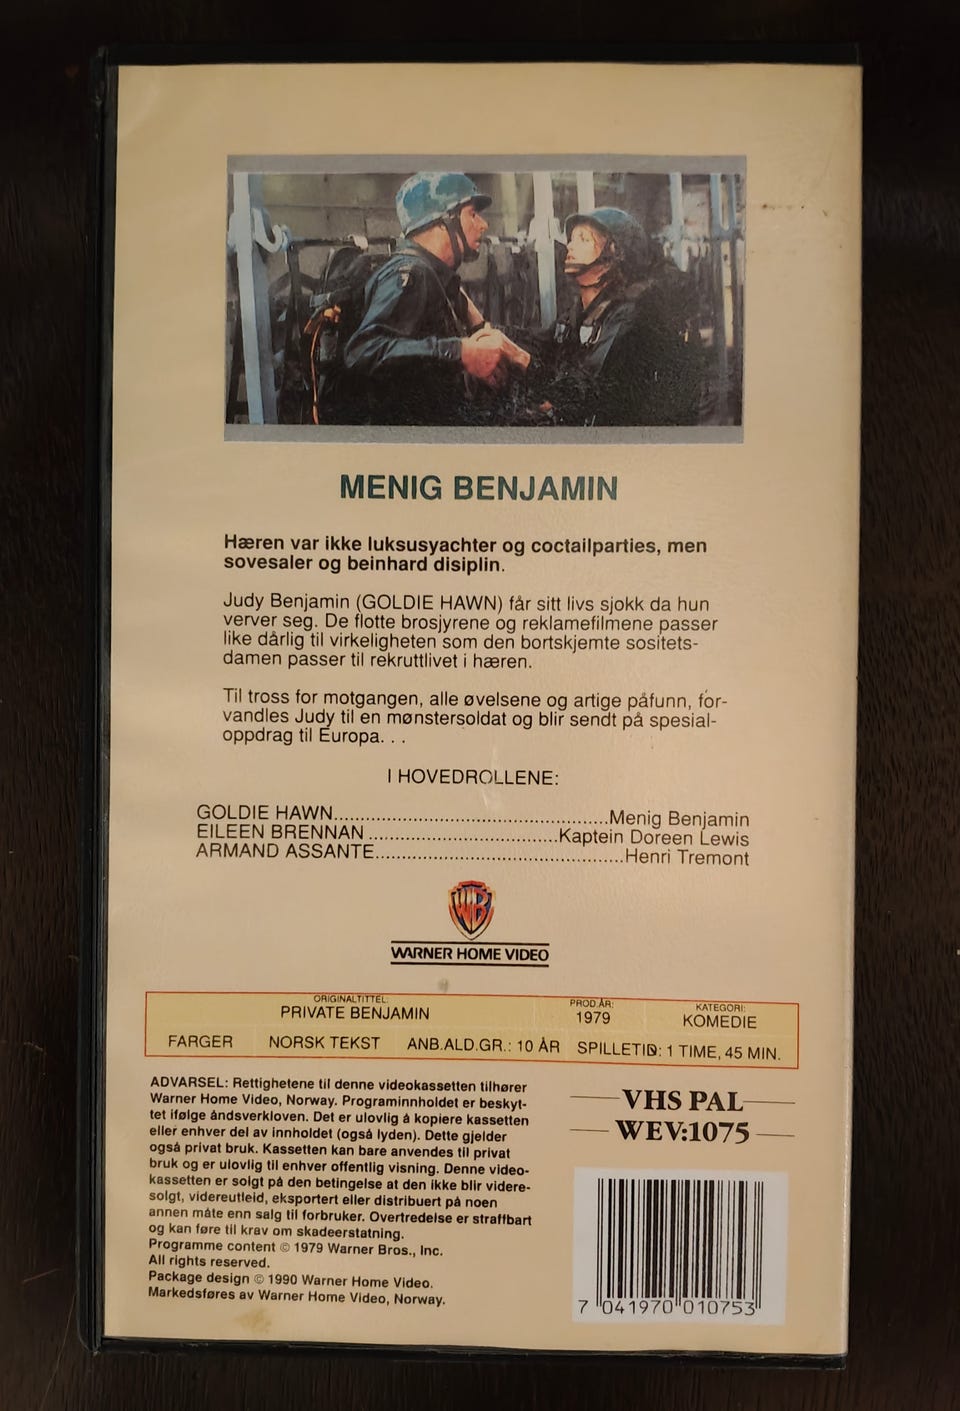 MENIG BENJAMIN
Hæren var ikke luksusyachter og coctailparties, men
sovesaler og beinhard disiplin.
Judy Benjamin (GOLDIE HAWN) får sitt livs sjokk da hun
verver seg. De flotte brosjyrene og reklamefilmene passer
like dårlig til virkeligheten som den bortskjemte sositets-
damen passer til rekruttlivet i hæren.
Til tross for motgangen, alle øvelsene og artige påfunn, for-
vandles Judy til en mønstersoldat og blir sendt på spesial-
oppdrag til Europa. . .
I HOVEDROLLENE:
GOLDIE HAWN................................................Menig Benjamin
EILEEN BRENNAN .................................Kaptein Doreen Lewis
ARMAND ASSANTE...........................................Henri Tremont
WB
WARNER HOME VIDEO
ORIGINALTITTEL: PROD.ÅR: KATEGORI:
PRIVATE BENJAMIN 1979 KOMEDIE
FARGER NORSK TEKST ANB.ALD.GR.: 10 ÅR SPILLETID: 1 TIME, 45 MIN.
ADVARSEL: Rettighetene til denne videokassetten tilhører
Warner Home Video, Norway. Programinnholdet er beskyt-
tet ifølge åndsverkloven. Det er ulovlig å kopiere kassetten
eller enhver del av innholdet (også lyden). Dette gjelder
også privat bruk. Kassetten kan bare anvendes til privat
bruk og er ulovlig til enhver offentlig visning. Denne video-
kassetten er solgt på den betingelse at den ikke blir videre-
solgt, videreutleid, eksportert eller distribuert på noen
annen måte enn salg til forbruker. Overtredelse er straffbart
og kan føre til krav om skadeerstatning.
Programme content © 1979 Warner Bros., Inc.
All rights reserved.
Package design © 1990 Warner Home Video.
Markedsføres av Warner Home Video, Norway.
VHS PAL
WEV:1075
7 041970 010753